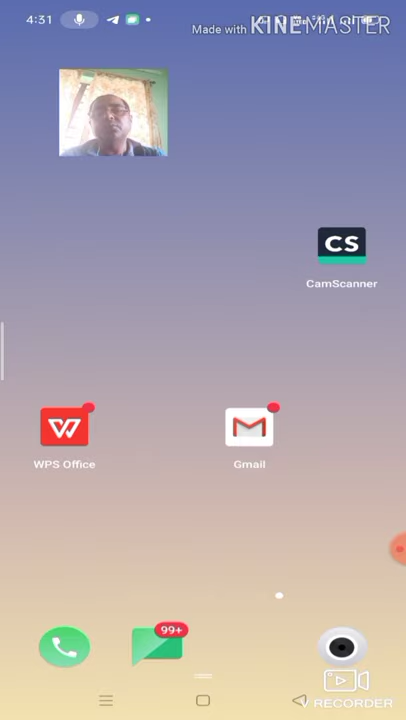 4:31
Made with KINEMASTER
CS
CamScanner
W
WPS Office
M
Gmail
99+
RECORDER